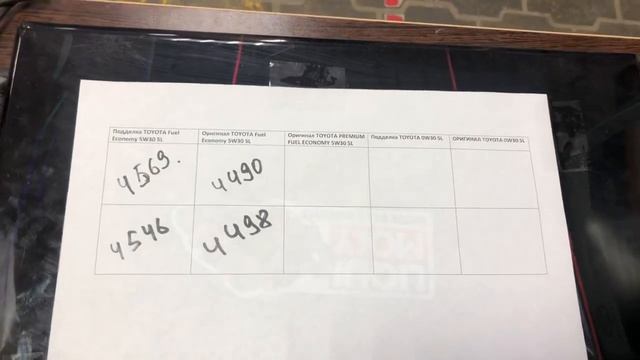 Подделка TOYOTA Fuel
Economy 5W30 SL
Оригинал TOYOTA Fuel
Economy 5W30 SL
Оригинал TOYOTA PREMIUM
FUEL ECONOMY 5W30 SL
Подделка TOYOTA 0W30 SL
ОРИГИНАЛ TOYOTA 0W30 SL
4569.
4490
4546
4498